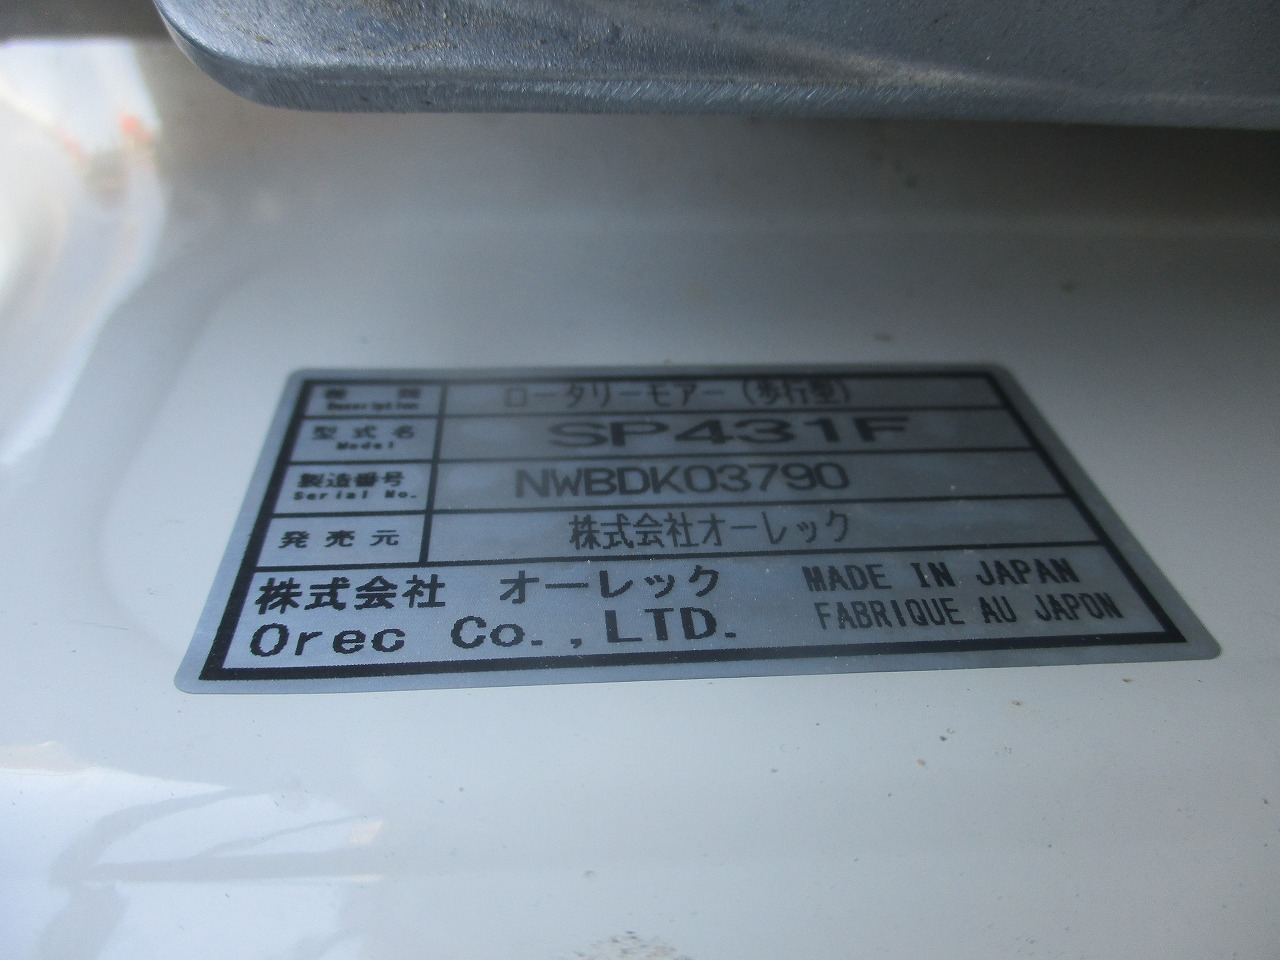 機 種 ロータリーモアー(歩行型)
Description
型式名 SP431F
Model
製造番号 NWBDK03790
Serial No.
発売元 株式会社オーレック
株式会社 オーレック MADE IN JAPAN
Orec Co.,LTD. FABRIQUE AU JAPON